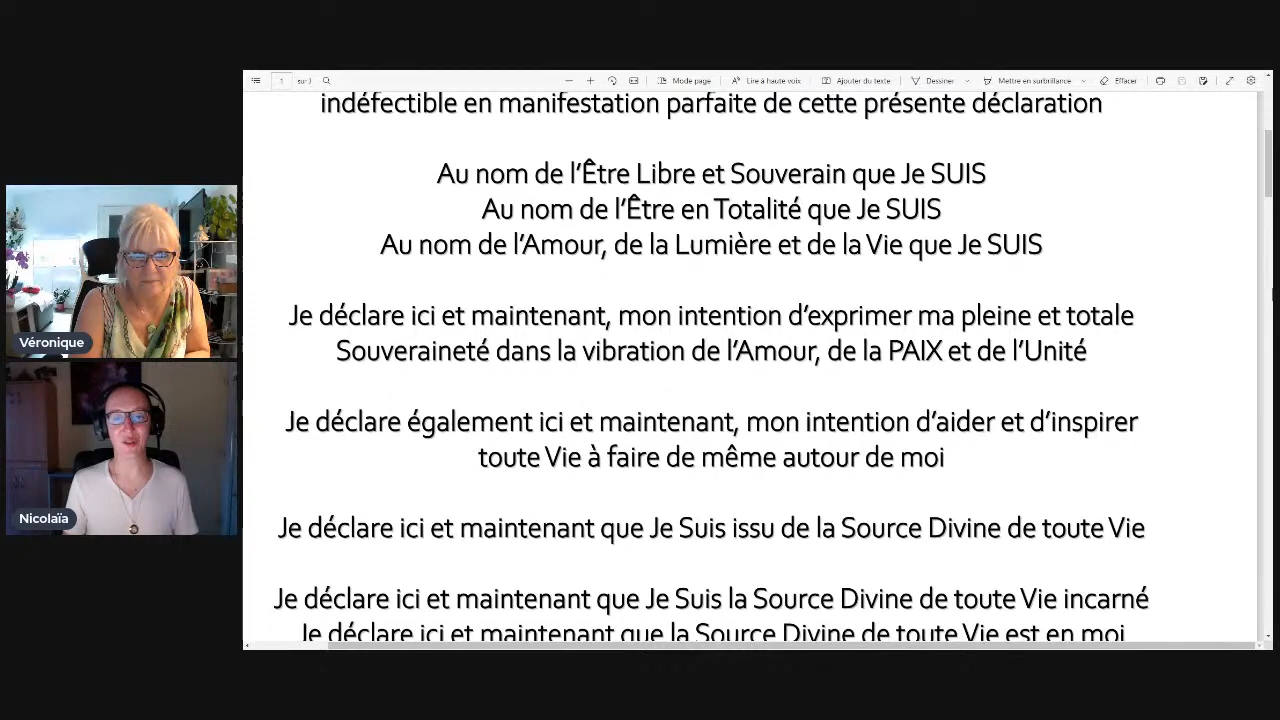 1
sur 3
Mode page
Lire à haute voix
Ajouter du texte
Dessiner
Mettre en surbrillance
Effacer
indéfectible en manifestation parfaite de cette présente déclaration
Au nom de l'Être Libre et Souverain que Je SUIS
Au nom de l'Être en Totalité que Je SUIS
Au nom de l'Amour, de la Lumière et de la Vie que Je SUIS
Je déclare ici et maintenant, mon intention d'exprimer ma pleine et totale
Souveraineté dans la vibration de l'Amour, de la PAIX et de l'Unité
Je déclare également ici et maintenant, mon intention d'aider et d'inspirer
toute Vie à faire de même autour de moi
Je déclare ici et maintenant que Je Suis issu de la Source Divine de toute Vie
Je déclare ici et maintenant que Je Suis la Source Divine de toute Vie incarné
Je déclare ici et maintenant que la Source Divine de toute Vie est en moi
Véronique
Nicolaïa